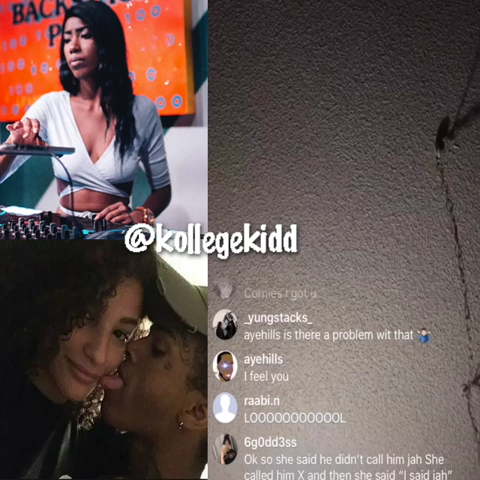 BACKS
P
@kollegekidd
Comies i got u
_yungstacks_
ayehills is there a problem wit that 🤷🏻‍♂️
ayehills
I feel you
raabi.n
LOOOOOOOOOOOL
6g0dd3ss
Ok so she said he didn’t call him jah She
called him X and then she said “I said jah”